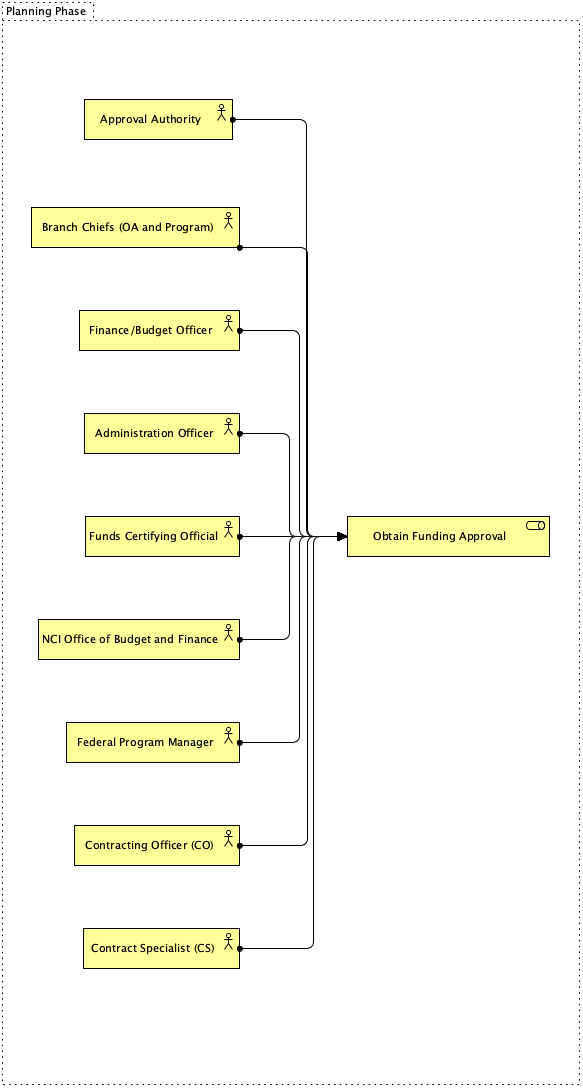 Planning Phase
Approval Authority
Branch Chiefs (OA and Program)
Finance/Budget Officer
Administration Officer
Funds Certifying Official
Obtain Funding Approval
NCI Office of Budget and Finance
Federal Program Manager
Contracting Officer (CO)
Contract Specialist (CS)